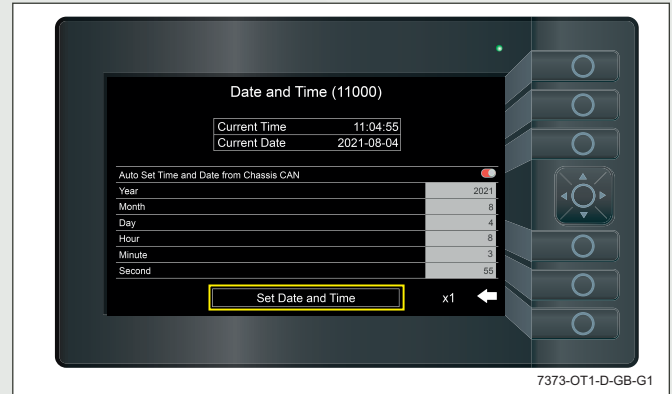 Date and Time (11000)
Current Time 11:04:55
Current Date 2021-08-04
Auto Set Time and Date from Chassis CAN
Year 2021
Month 8
Day 4
Hour 8
Minute 3
Second 55
Set Date and Time x1
7373-OT1-D-GB-G1